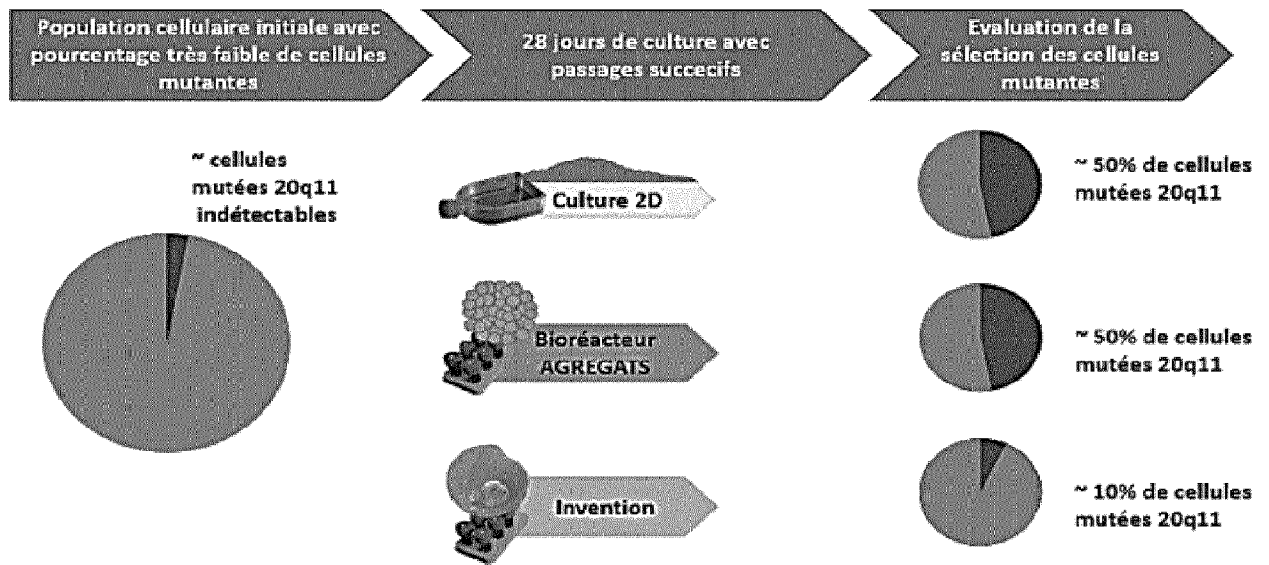 Population cellulaire initiale avec
pourcentage très faible de cellules
mutantes
28 jours de culture avec
passages succecifs
Evaluation de la
sélection des cellules
mutantes
~ cellules
mutées 20q11
indétectables
Culture 2D
~ 50% de cellules
mutées 20q11
Bioréacteur
AGREGATS
~ 50% de cellules
mutées 20q11
Invention
~ 10% de cellules
mutées 20q11